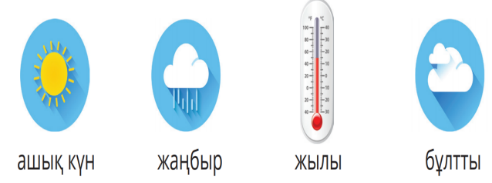 ашық күн
жаңбыр
жылы
бұлтты